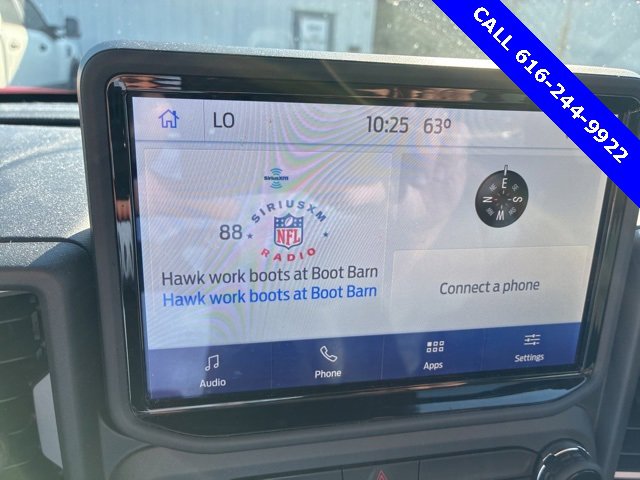 CALL 616-244-9922
LO
10:25 63°
SiriusXM
88
SIRIUSXM
NFL
RADIO
Hawk work boots at Boot Barn
Hawk work boots at Boot Barn
E
N S
W
Connect a phone
Audio
Phone
Apps
Settings